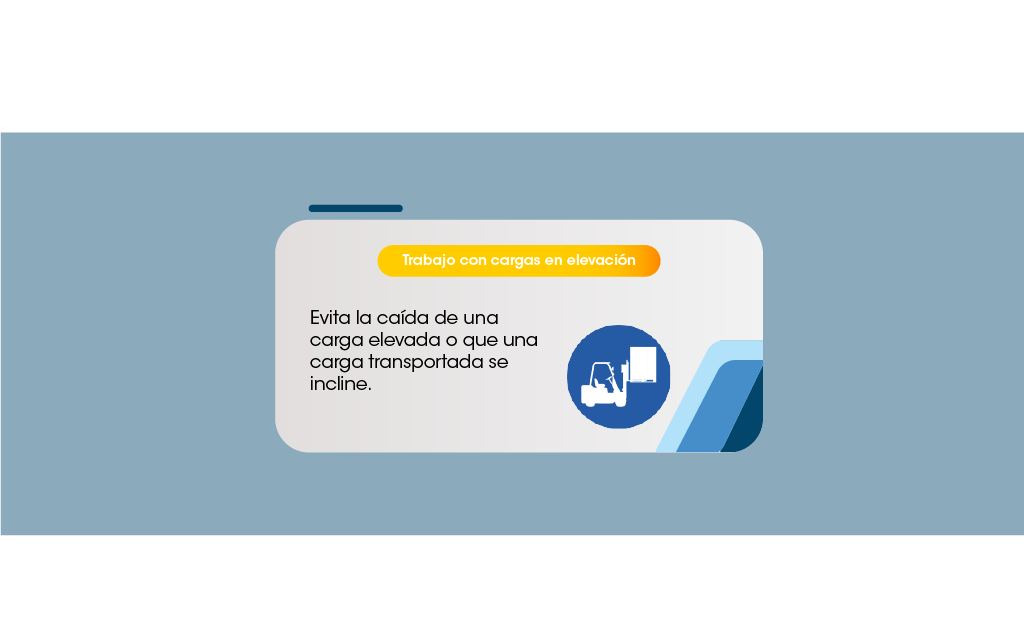 Trabajo con cargas en elevación
Evita la caída de una
carga elevada o que una
carga transportada se
incline.